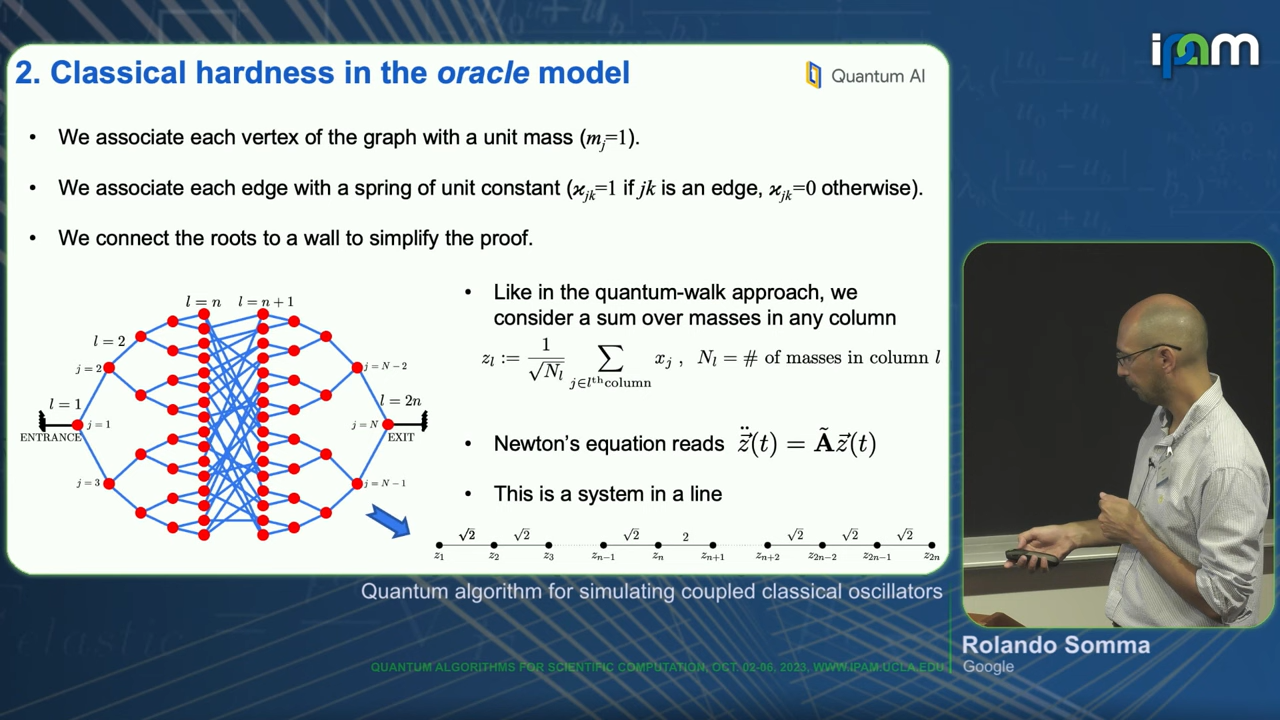 ipam
2. Classical hardness in the oracle model
Quantum AI
• We associate each vertex of the graph with a unit mass (m_j=1).
• We associate each edge with a spring of unit constant (ϰ_jk=1 if jk is an edge, ϰ_jk=0 otherwise).
• We connect the roots to a wall to simplify the proof.
l = n l = n + 1
l = 2
j = 2
l = 1
j = 1
ENTRANCE
j = 3
j = N − 2
l = 2n
j = N
EXIT
j = N − 1
• Like in the quantum-walk approach, we
consider a sum over masses in any column
z_l := 1/√N_l ∑_{j∈l^th column} x_j , N_l = # of masses in column l
• Newton's equation reads z̈⃗(t) = Ãz⃗(t)
• This is a system in a line
√2 √2 √2 2 √2 √2 √2
z_1 z_2 z_3 z_{n−1} z_n z_{n+1} z_{n+2} z_{2n−2} z_{2n−1} z_{2n}
Quantum algorithm for simulating coupled classical oscillators
Rolando Somma
Google
QUANTUM ALGORITHMS FOR SCIENTIFIC COMPUTATION, OCT. 02-06, 2023, WWW.IPAM.UCLA.EDU
elastic